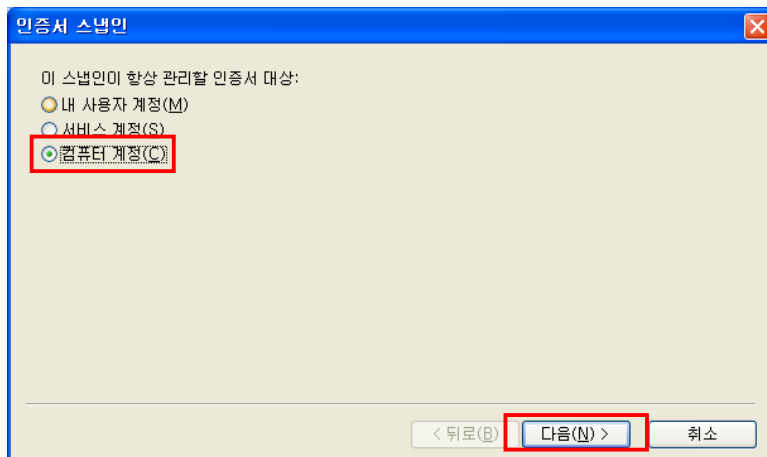 인증서 스냅인
이 스냅인이 항상 관리할 인증서 대상:
내 사용자 계정(M)
서비스 계정(S)
컴퓨터 계정(C)
< 뒤로(B) 다음(N) > 취소